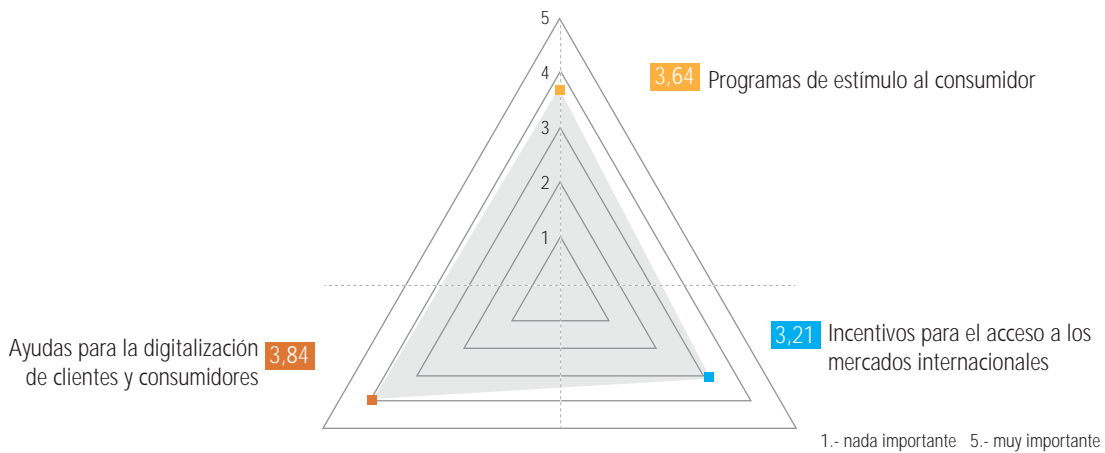 5
4
3,64 Programas de estímulo al consumidor
3
2
1
Ayudas para la digitalización
de clientes y consumidores
3,84
3,21
Incentivos para el acceso a los
mercados internacionales
1.- nada importante 5.- muy importante